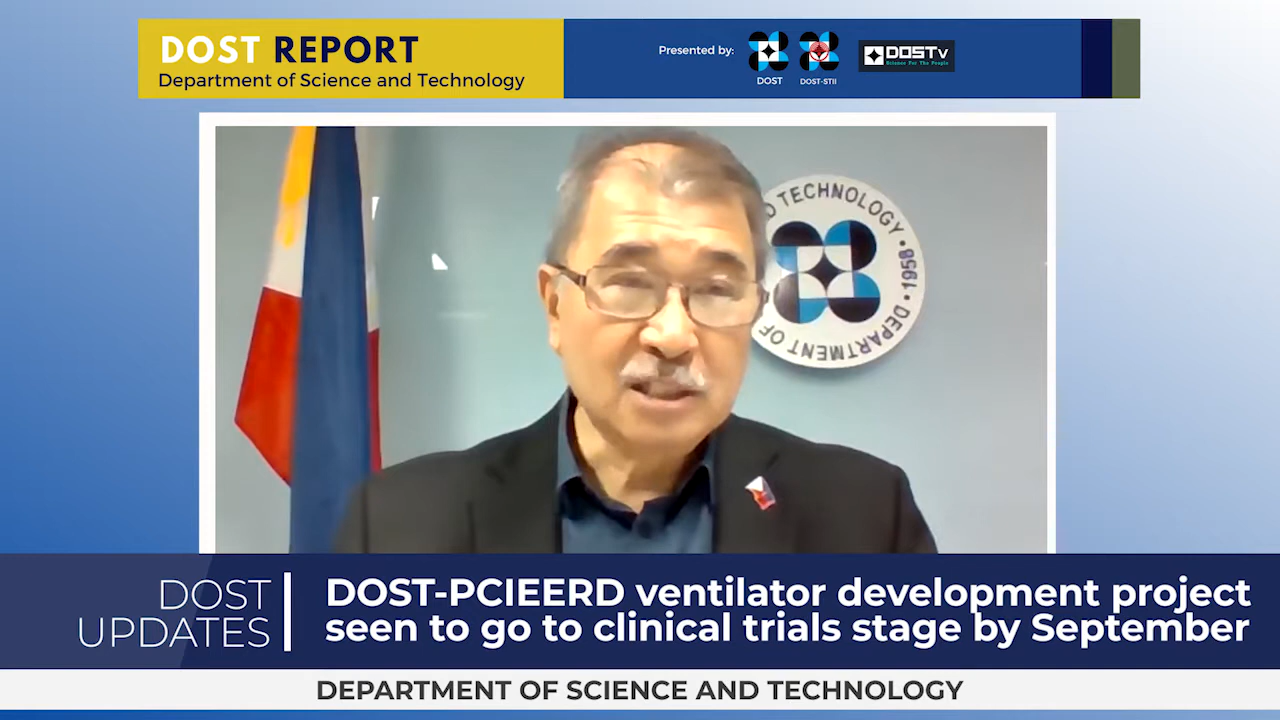 DOST REPORT
Department of Science and Technology
Presented by:
DOST
DOST-STII
DOSTv
Science For The People
O TECHNOLOGY • 1958 • DEPARTMENT OF
DOST
UPDATES
DOST-PCIEERD ventilator development project
seen to go to clinical trials stage by September
DEPARTMENT OF SCIENCE AND TECHNOLOGY